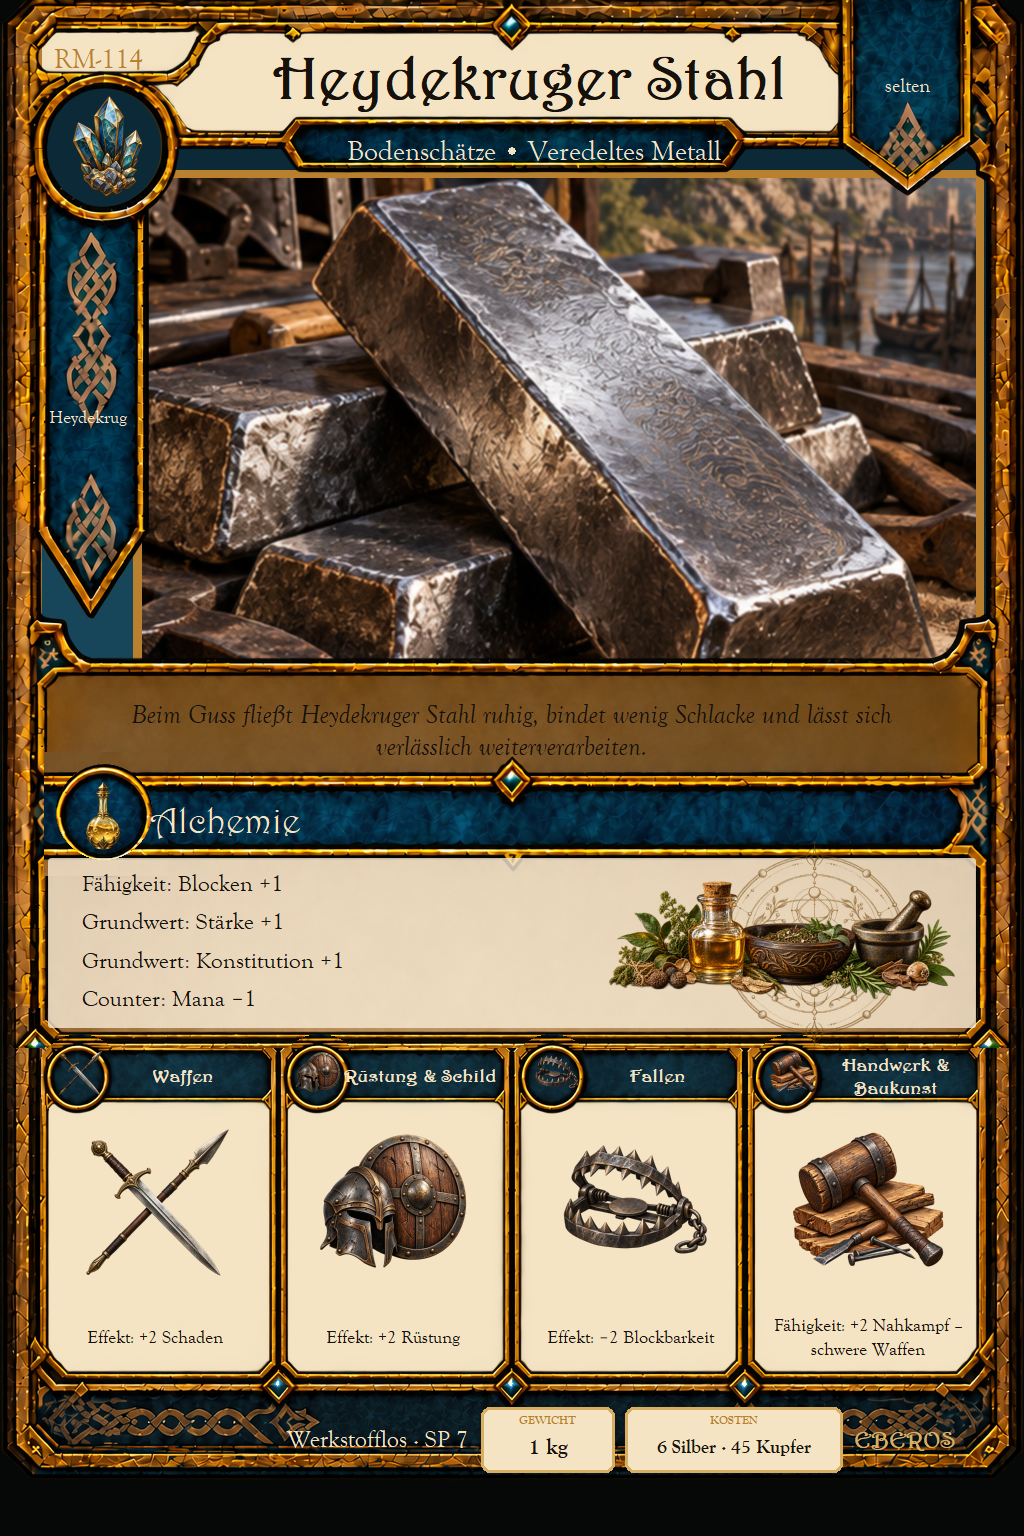 RM-114
Heydekruger Stahl
selten
Bodenschätze • Veredeltes Metall
Heydekrug
Beim Guss fließt Heydekruger Stahl ruhig, bindet wenig Schlacke und lässt sich
verlässlich weiterverarbeiten.
Alchemie
Fähigkeit: Blocken +1
Grundwert: Stärke +1
Grundwert: Konstitution +1
Counter: Mana −1
Waffen
Rüstung & Schild
Fallen
Handwerk &
Baukunst
Effekt: +2 Schaden
Effekt: +2 Rüstung
Effekt: −2 Blockbarkeit
Fähigkeit: +2 Nahkampf –
schwere Waffen
Werkstofflos · SP 7
GEWICHT
1 kg
KOSTEN
6 Silber · 45 Kupfer
EBEROS